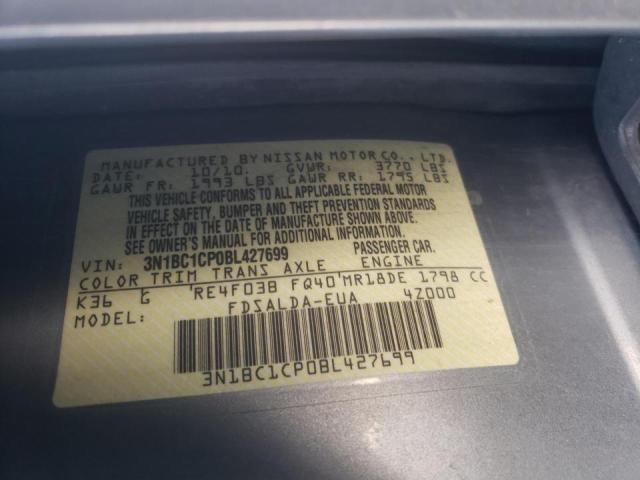 MANUFACTURED BY NISSAN MOTOR CO., LTD.
DATE: 10/10. GVWR: 3770 LBS
GAWR FR: 1993 LBS GAWR RR: 1795 LBS
THIS VEHICLE CONFORMS TO ALL APPLICABLE FEDERAL MOTOR
VEHICLE SAFETY, BUMPER AND THEFT PREVENTION STANDARDS
IN EFFECT ON THE DATE OF MANUFACTURE SHOWN ABOVE.
SEE OWNER'S MANUAL FOR ADDITIONAL INFORMATION.
VIN: 3N1BC1CP0BL427699 PASSENGER CAR.
COLOR TRIM TRANS AXLE ENGINE
K36 G 'RE4F03B FQ40'MR18DE 1798 CC
MODEL: FDSALDA-EUA 4Z000
3N1BC1CP0BL427699